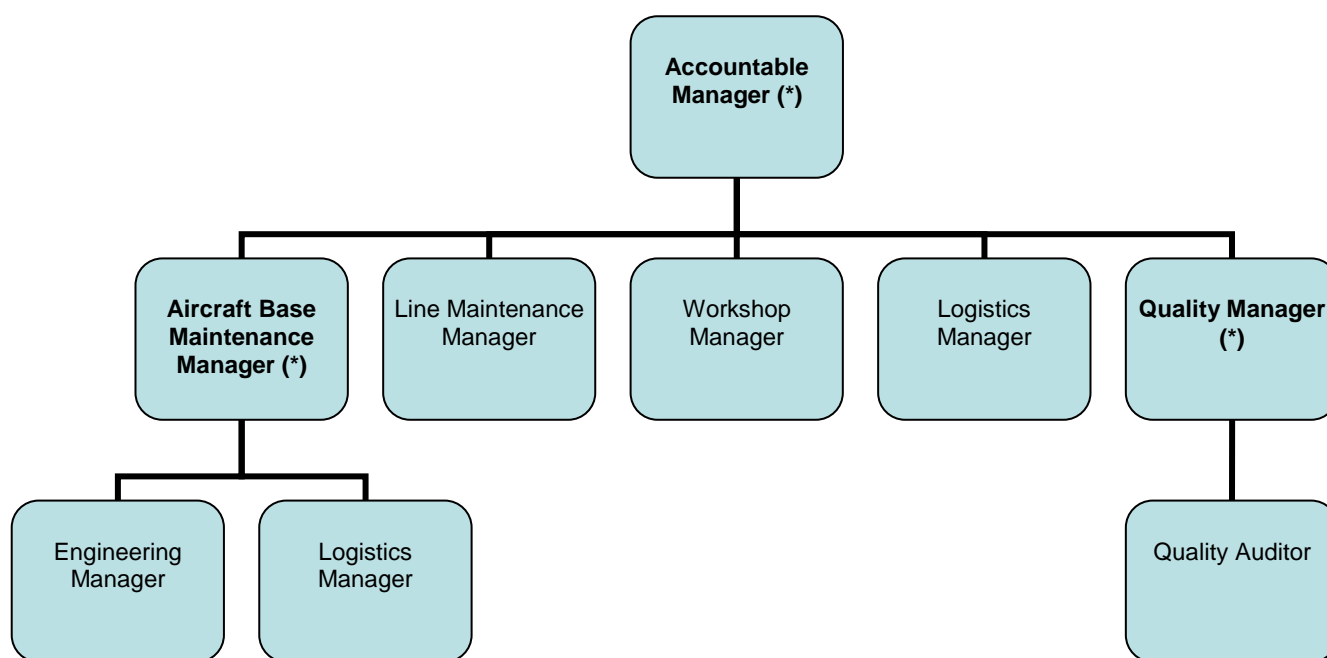 Accountable
Manager (*)
Aircraft Base
Maintenance
Manager (*)
Line Maintenance
Manager
Workshop
Manager
Logistics
Manager
Quality Manager
(*)
Engineering
Manager
Logistics
Manager
Quality Auditor